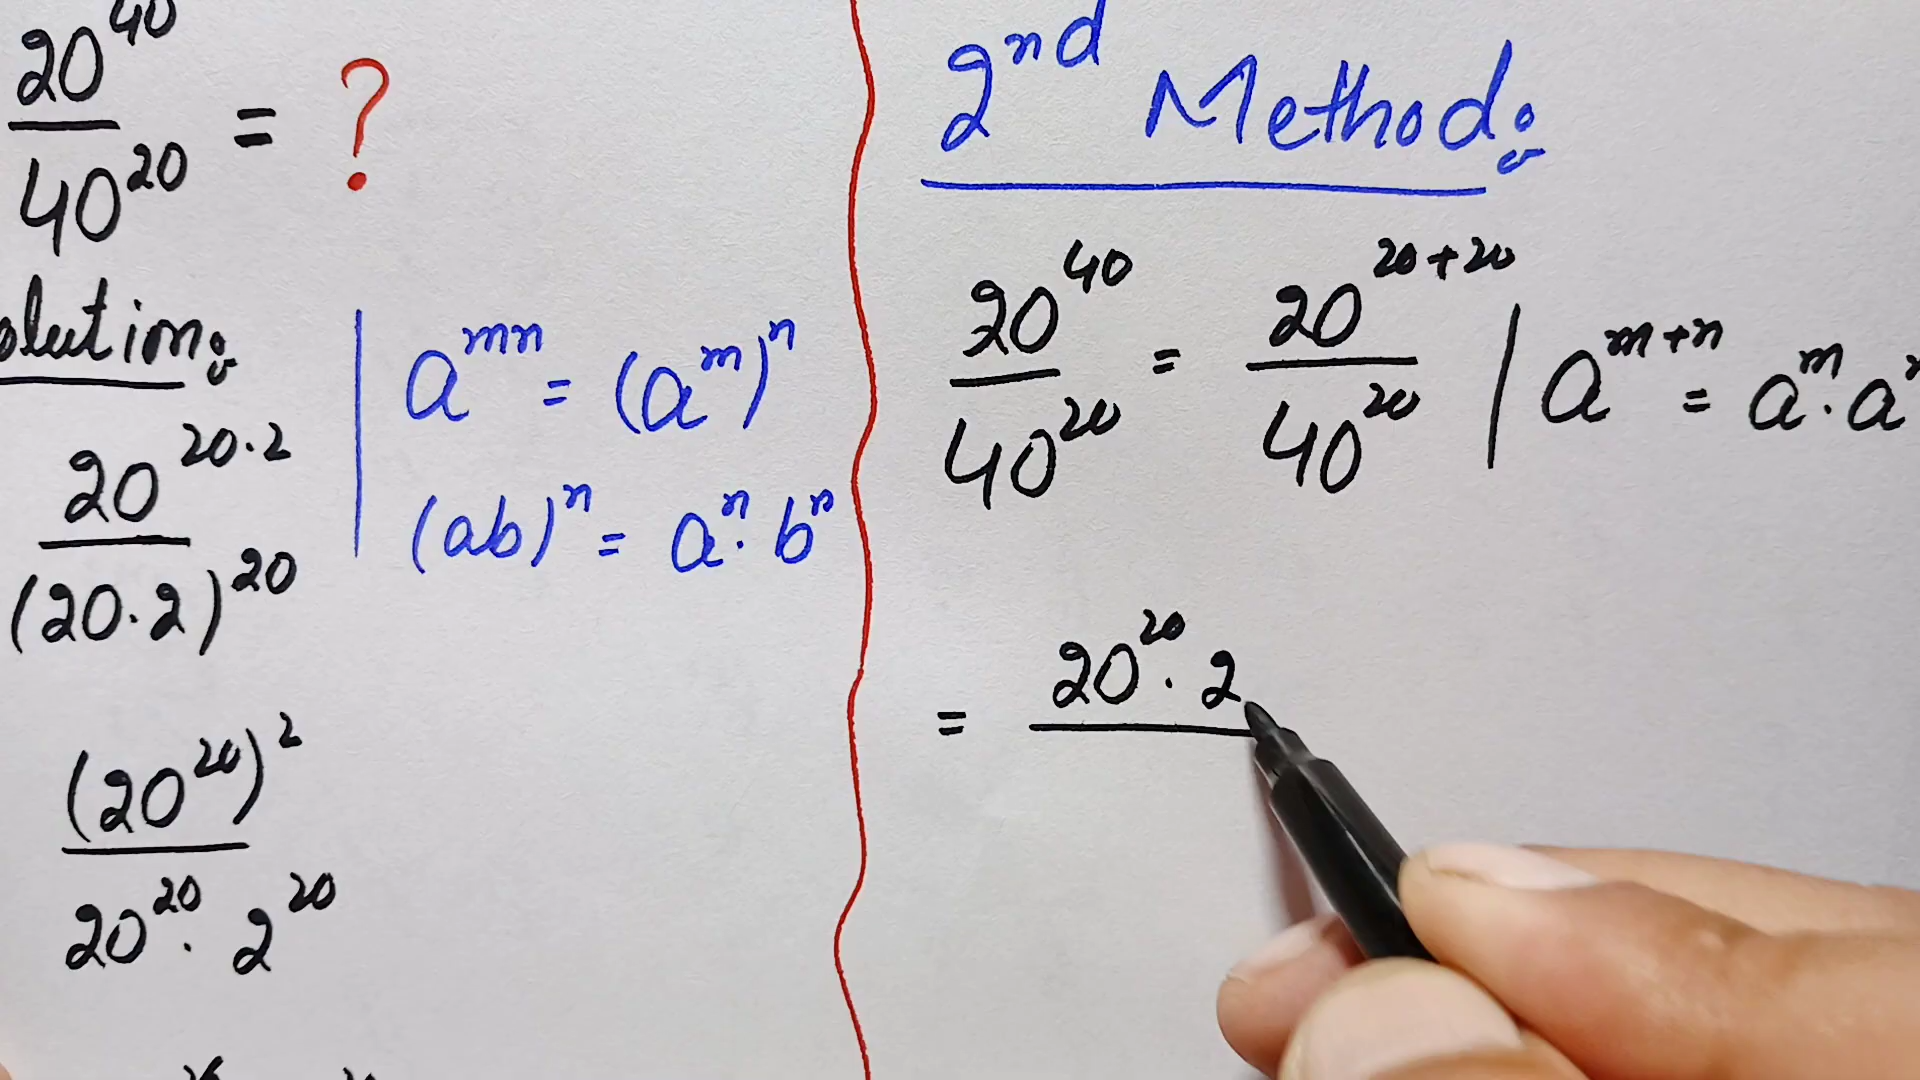 20^40
40^20 = ?
olution:
20^20·2
(20·2)^20
a^mn = (a^m)^n
(ab)^n = a^n · b^n
(20^20)^2
20^20 · 2^20
2nd Method:
20^40 = 20^20+20
40^20 40^20
a^m+n = a^m · a^n
= 20^20 · 2